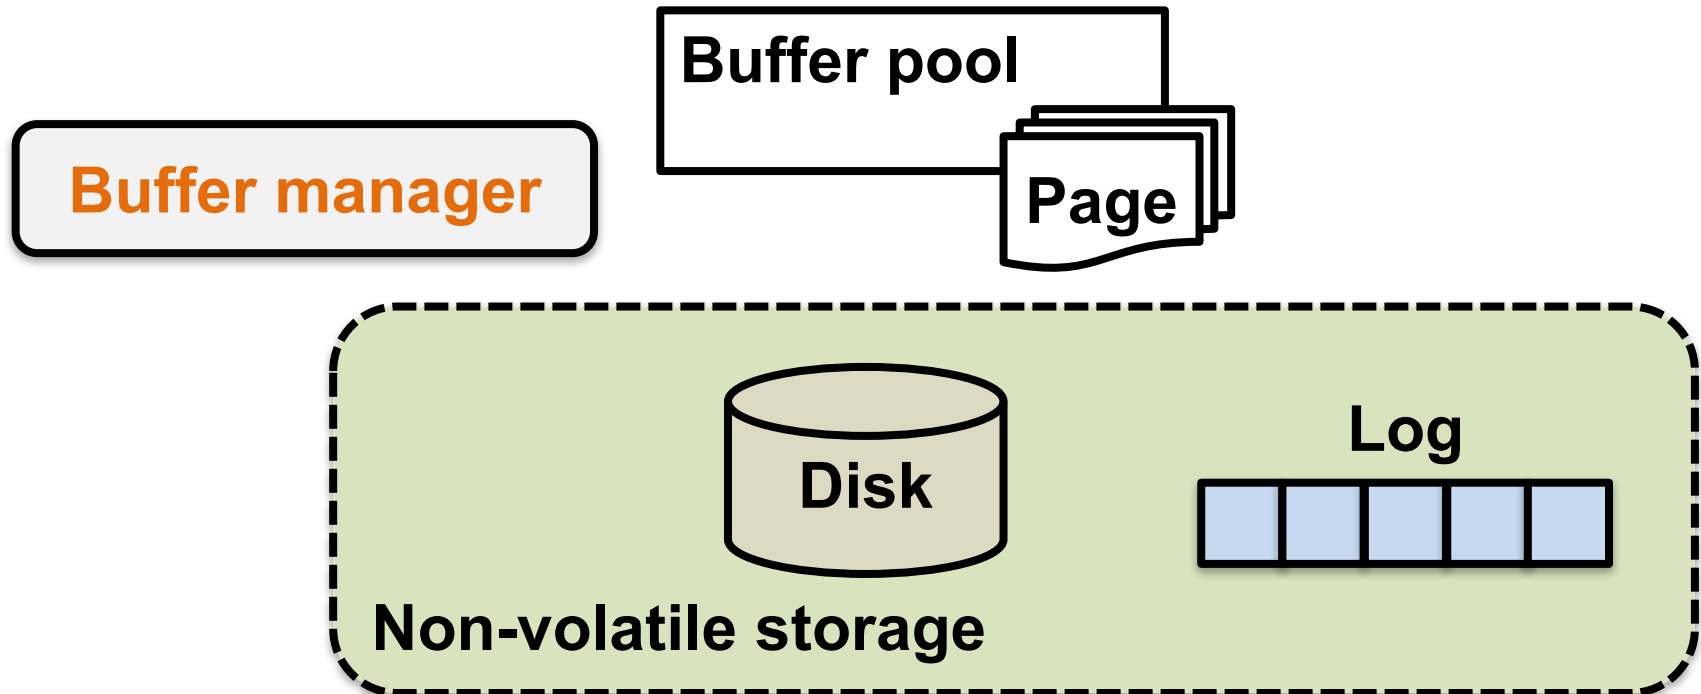 Buffer pool
Buffer manager
Page
Log
Disk
Non-volatile storage